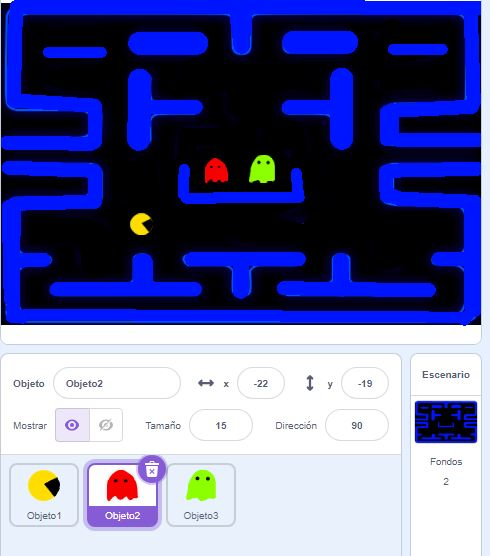 Objeto Objeto2 x -22 y -19
Mostrar Tamaño 15 Dirección 90
Objeto1 Objeto2 Objeto3
Escenario
Fondos
2